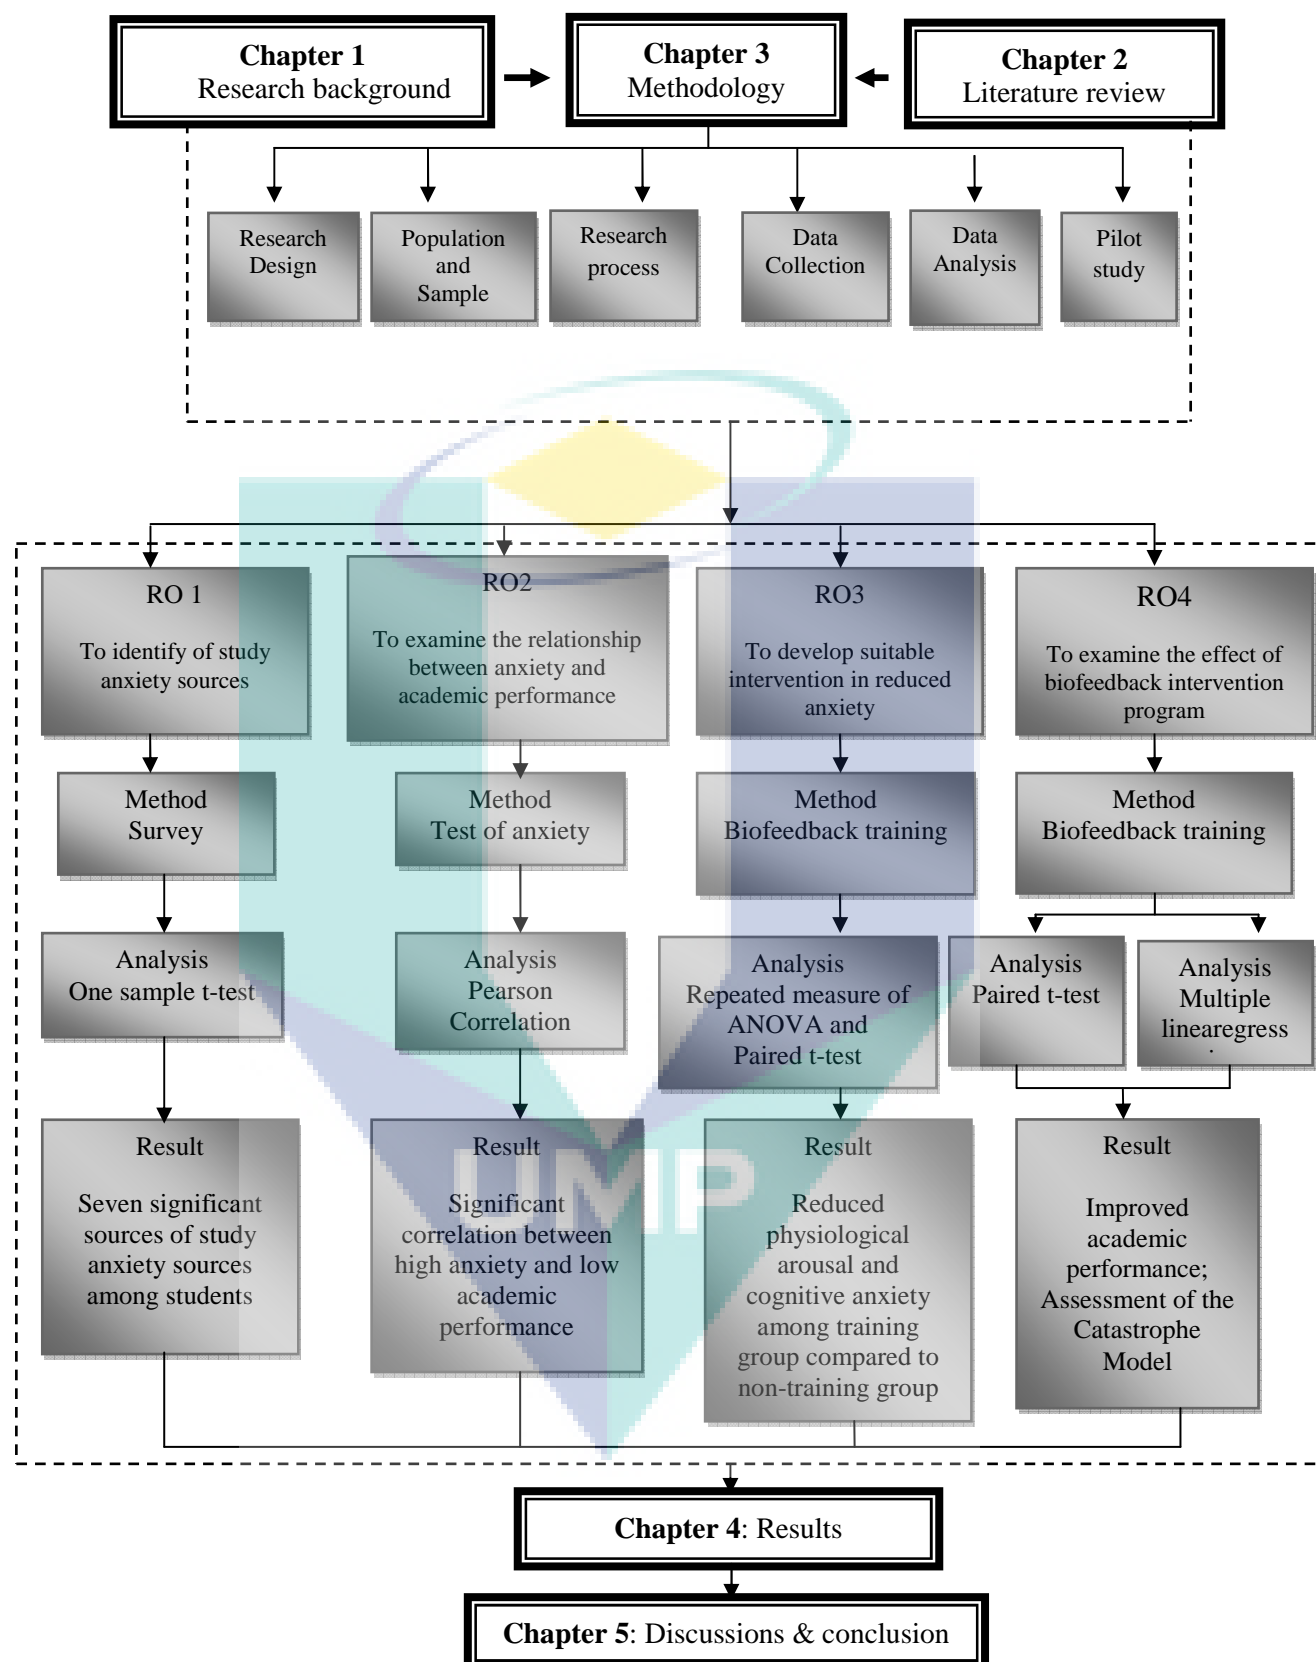 Chapter 1
Research background
Chapter 3
Methodology
Chapter 2
Literature review
Research
Design
Population
and
Sample
Research
process
Data
Collection
Data
Analysis
Pilot
study
RO 1
To identify of study
anxiety sources
RO2
To examine the relationship
between anxiety and
academic performance
RO3
To develop suitable
intervention in reduced
anxiety
RO4
To examine the effect of
biofeedback intervention
program
Method
Survey
Method
Test of anxiety
Method
Biofeedback training
Method
Biofeedback training
Analysis
One sample t-test
Analysis
Pearson
Correlation
Analysis
Repeated measure of
ANOVA and
Paired t-test
Analysis
Paired t-test
Analysis
Multiple
linearegress
Result
Seven significant
sources of study
anxiety sources
among students
Result
Significant
correlation between
high anxiety and low
academic
performance
Result
Reduced
physiological
arousal and
cognitive anxiety
among training
group compared to
non-training group
Result
Improved
academic
performance;
Assessment of the
Catastrophe
Model
UMP
Chapter 4: Results
Chapter 5: Discussions & conclusion